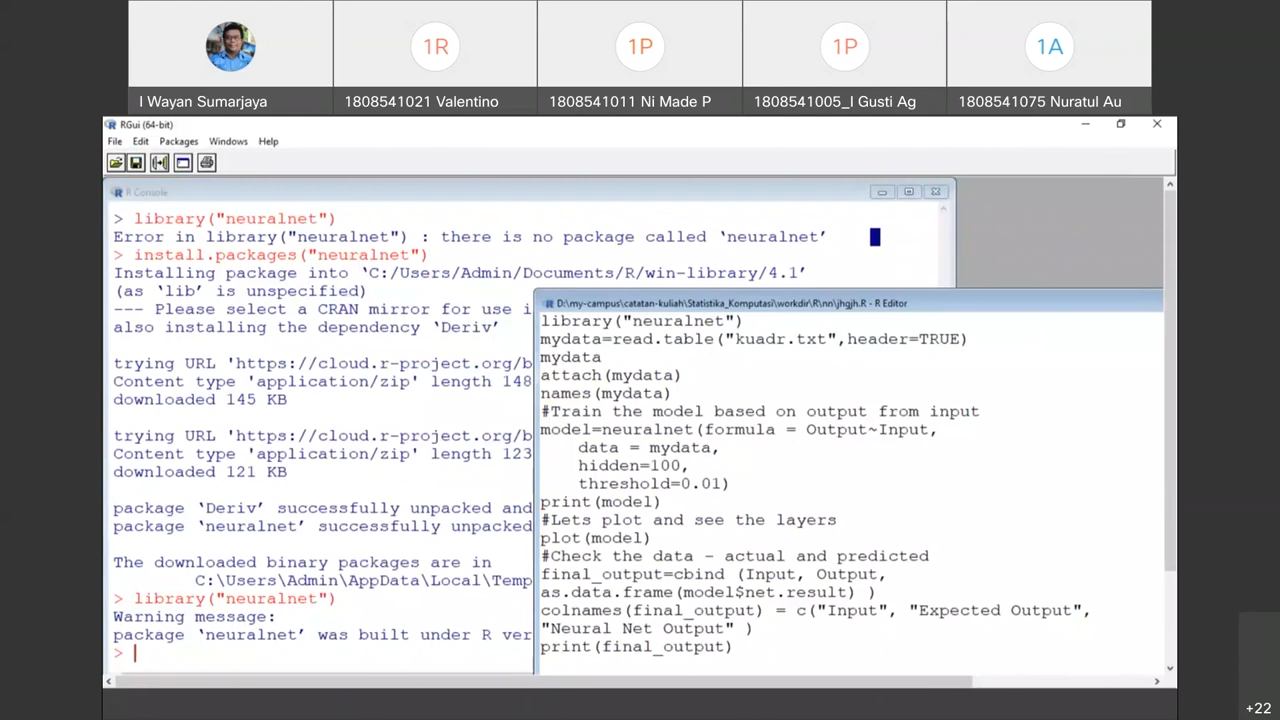 1R
1P
1P
1A
I Wayan Sumarjaya
1808541021 Valentino
1808541011 Ni Made P
1808541005_I Gusti Ag
1808541075 Nuratul Au
RGui (64-bit)
File Edit Packages Windows Help
R Console
> library("neuralnet")
Error in library("neuralnet") : there is no package called ‘neuralnet’
> install.packages("neuralnet")
Installing package into ‘C:/Users/Admin/Documents/R/win-library/4.1’
(as ‘lib’ is unspecified)
--- Please select a CRAN mirror for use i
also installing the dependency ‘Deriv’
trying URL 'https://cloud.r-project.org/b
Content type 'application/zip' length 148
downloaded 145 KB
trying URL 'https://cloud.r-project.org/b
Content type 'application/zip' length 123
downloaded 121 KB
package ‘Deriv’ successfully unpacked and
package ‘neuralnet’ successfully unpacked
The downloaded binary packages are in
C:\Users\Admin\AppData\Local\Temp
> library("neuralnet")
Warning message:
package ‘neuralnet’ was built under R ver
>
D:\my-campus\catatan-kuliah\Statistika_Komputasi\workdir\R\nn\jhgjh.R - R Editor
library("neuralnet")
mydata=read.table("kuadr.txt",header=TRUE)
mydata
attach(mydata)
names(mydata)
#Train the model based on output from input
model=neuralnet(formula = Output~Input,
data = mydata,
hidden=100,
threshold=0.01)
print(model)
#Lets plot and see the layers
plot(model)
#Check the data - actual and predicted
final_output=cbind (Input, Output,
as.data.frame(model$net.result) )
colnames(final_output) = c("Input", "Expected Output",
"Neural Net Output" )
print(final_output)
+22